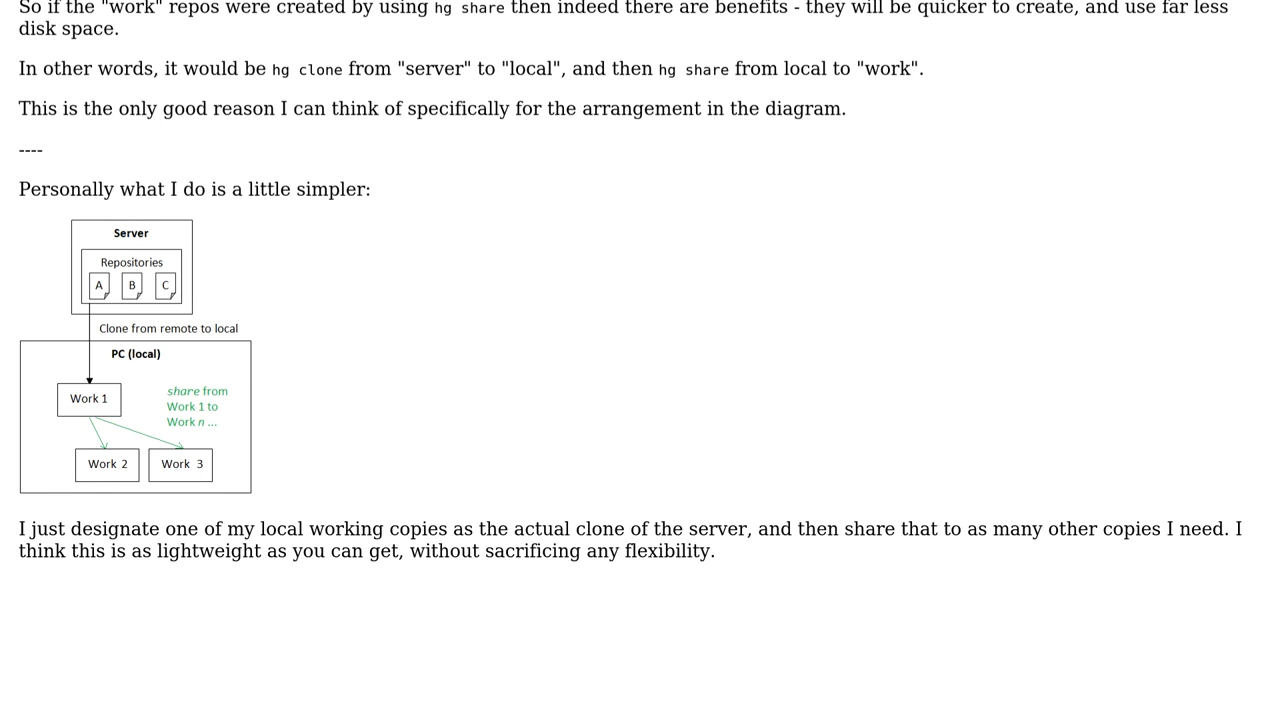 So if the "work" repos were created by using hg share then indeed there are benefits - they will be quicker to create, and use far less
disk space.
In other words, it would be hg clone from "server" to "local", and then hg share from local to "work".
This is the only good reason I can think of specifically for the arrangement in the diagram.
----
Personally what I do is a little simpler:
Server
Repositories
A B C
Clone from remote to local
PC (local)
Work 1
share from
Work 1 to
Work n ...
Work 2
Work 3
I just designate one of my local working copies as the actual clone of the server, and then share that to as many other copies I need. I
think this is as lightweight as you can get, without sacrificing any flexibility.